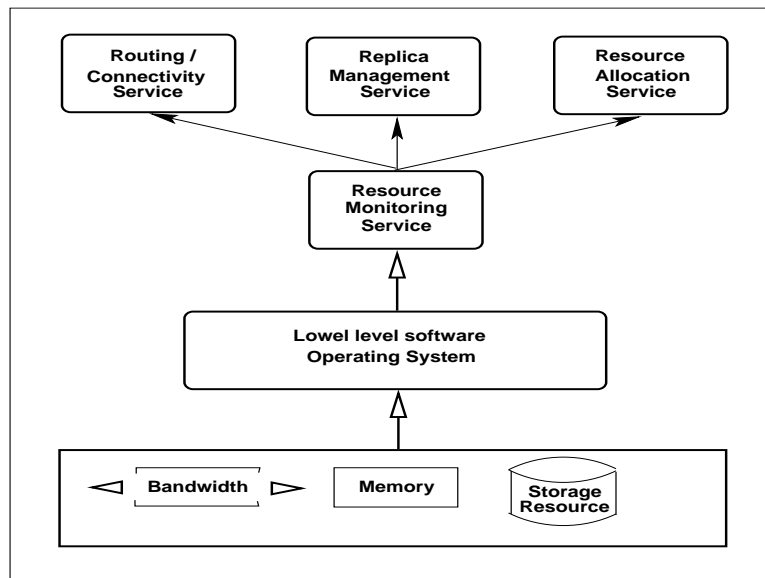 Routing /
Connectivity
Service
Replica
Management
Service
Resource
Allocation
Service
Resource
Monitoring
Service
Lowel level software
Operating System
Bandwidth
Memory
Storage
Resource